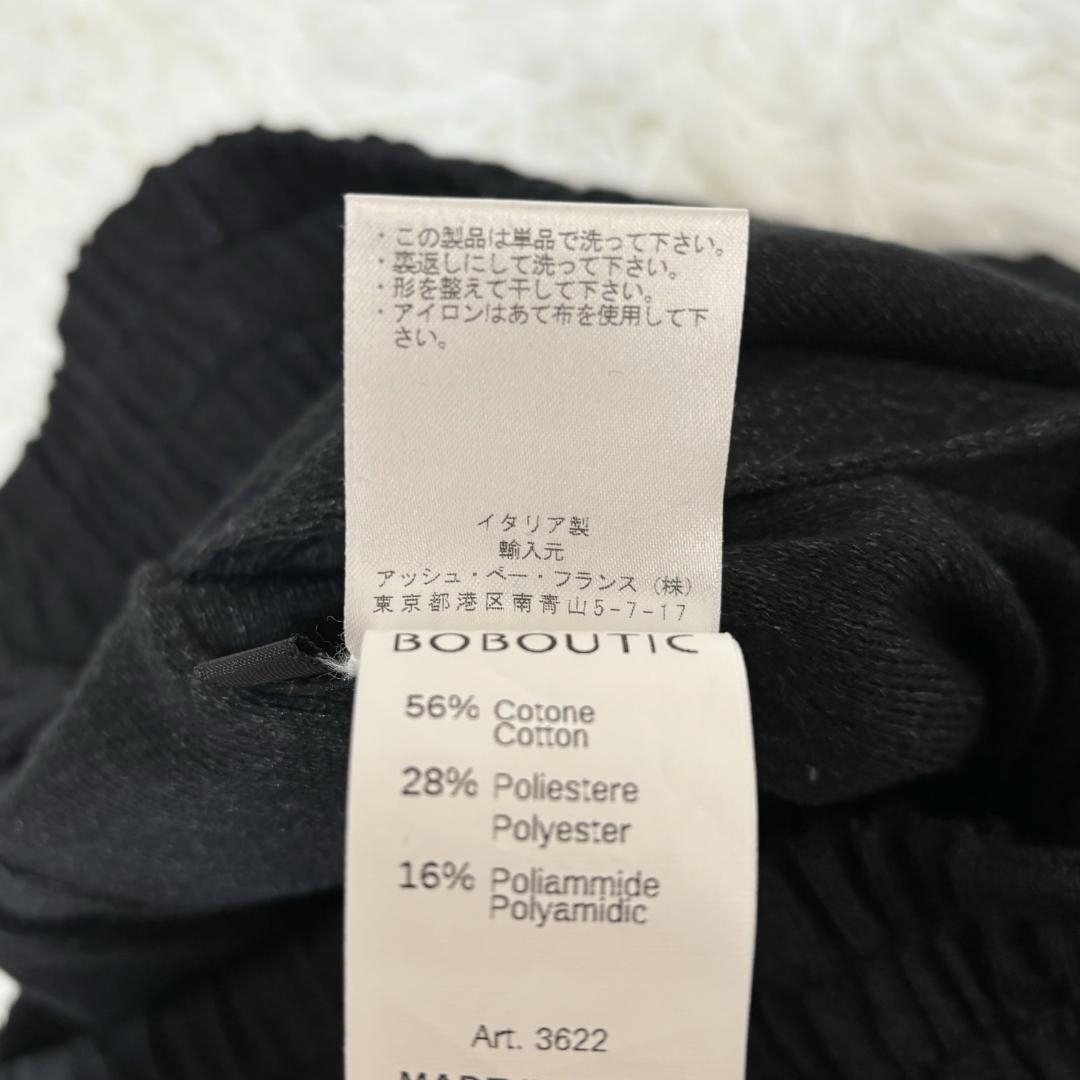 ・この製品は単品で洗って下さい。
・裏返しにして洗って下さい。
・形を整えて干して下さい。
・アイロンはあて布を使用して下
さい。
イタリア製
輸入元
アッシュ・ペー・フランス（株）
東京都港区南青山5-7-17
BOBOUTIC
56% Cotone
Cotton
28% Poliestere
Polyester
16% Poliammide
Polyamidic
Art. 3622
MADE